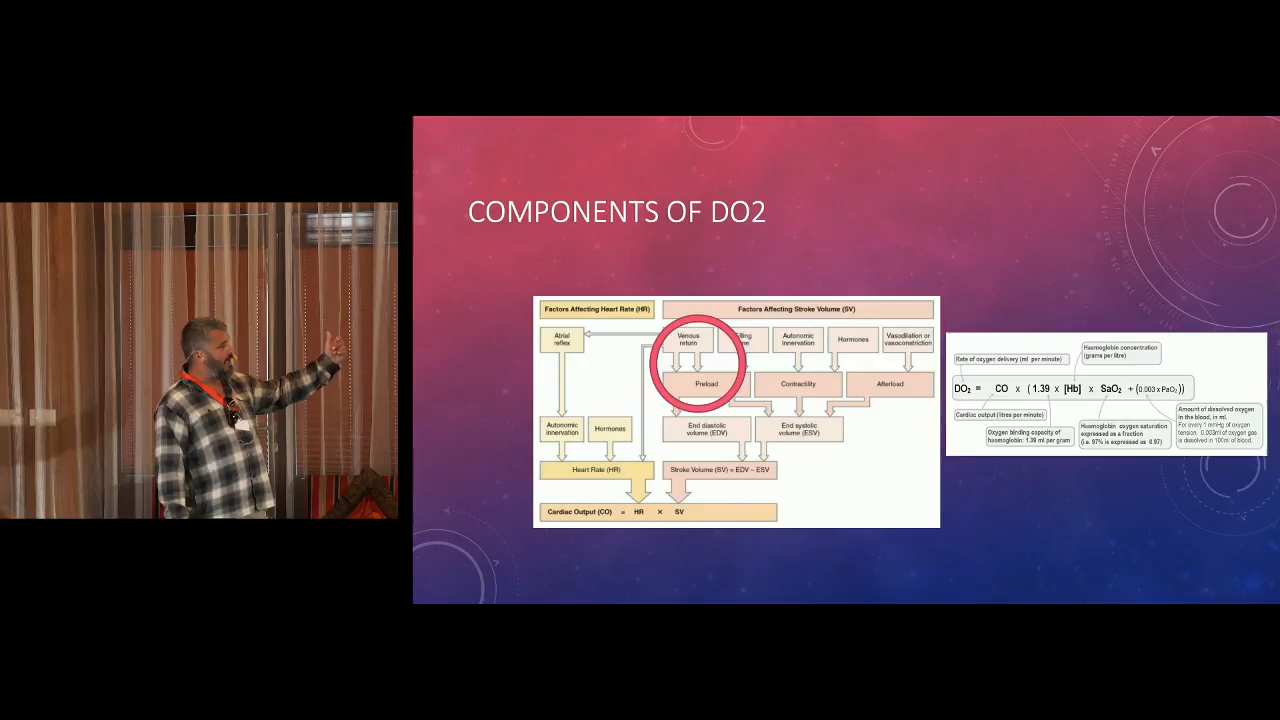 COMPONENTS OF DO2
Factors Affecting Heart Rate (HR)
Factors Affecting Stroke Volume (SV)
Atrial
reflex
Venous
return
Autonomic
innervation
Hormones
Vasodilation or
vasoconstriction
Preload
Contractility
Afterload
Autonomic
innervation
Hormones
End diastolic
volume (EDV)
End systolic
volume (ESV)
Heart Rate (HR)
Stroke Volume (SV) = EDV – ESV
Cardiac Output (CO) = HR × SV
Haemoglobin concentration
(grams per litre)
Rate of oxygen delivery (ml per minute)
DO₂ = CO x ( 1.39 x [Hb] x SaO₂ + (0.003 x PaO₂))
Cardiac output (litres per minute)
Oxygen binding capacity of
haemoglobin: 1.39 ml per gram
Haemoglobin oxygen saturation
expressed as a fraction
(i.e. 97% is expressed as 0.97)
Amount of dissolved oxygen
in the blood, in ml.
For every 1 mmHg of oxygen
tension, 0.003ml of oxygen gas
is dissolved in 100ml of blood.